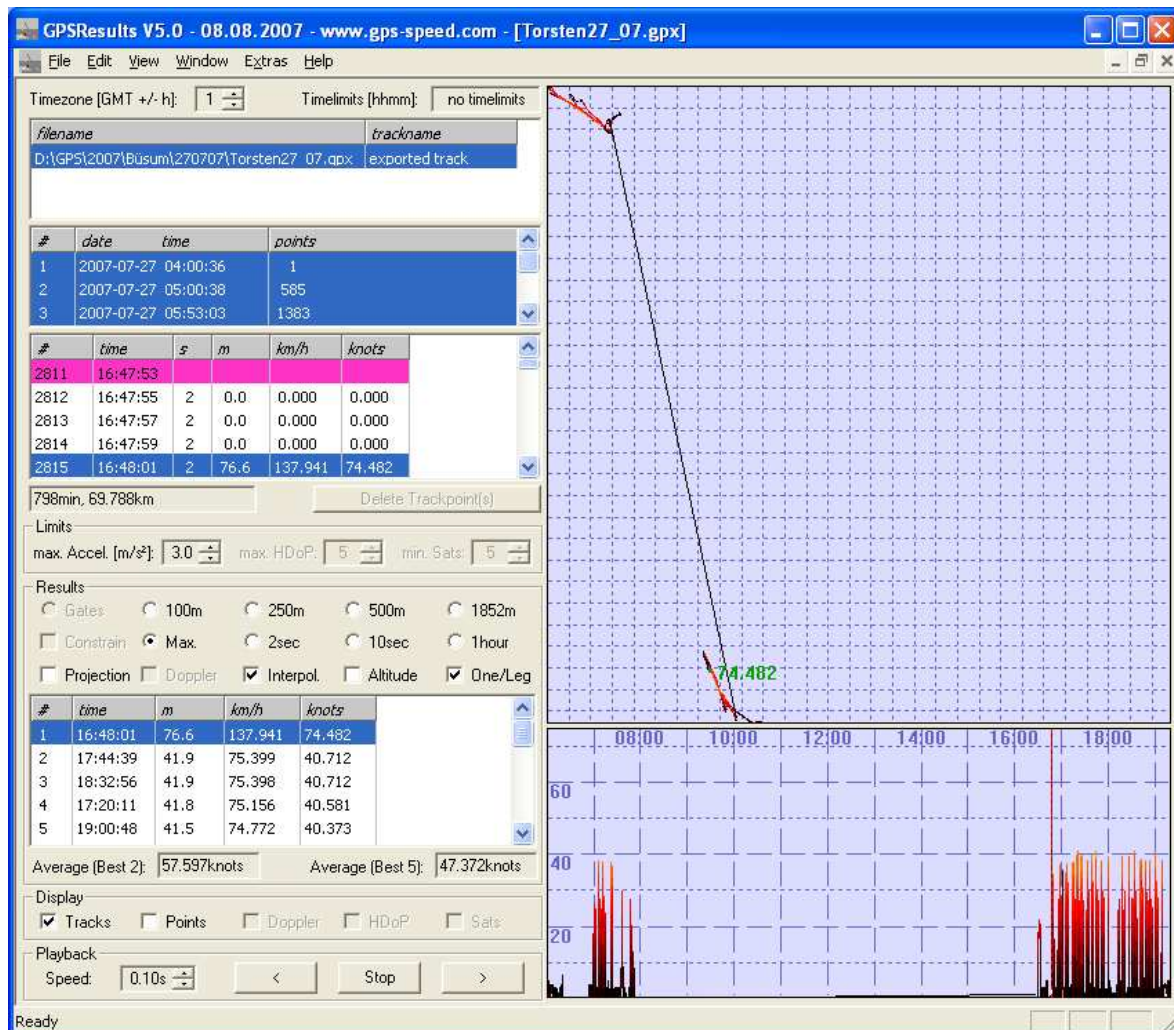 GPSResults V5.0 - 08.08.2007 - www.gps-speed.com - [Torsten27_07.gpx]
File Edit View Window Extras Help
Timezone [GMT +/- h]: 1 Timelimits [hhmm]: no timelimits
filename trackname
D:\GPS\2007\Büsum\270707\Torsten27_07.gpx exported track
# date time points
1 2007-07-27 04:00:36 1
2 2007-07-27 05:00:38 585
3 2007-07-27 05:53:03 1383
# time s m km/h knots
2811 16:47:53
2812 16:47:55 2 0.0 0.000 0.000
2813 16:47:57 2 0.0 0.000 0.000
2814 16:47:59 2 0.0 0.000 0.000
2815 16:48:01 2 76.6 137.941 74.482
798min, 69.788km Delete Trackpoint(s)
Limits
max. Accel. [m/s²]: 3.0 max. HDoP: 5 min. Sats: 5
Results
Gates 100m 250m 500m 1852m
Constrain Max. 2sec 10sec 1hour
Projection Doppler Interpol. Altitude One/Leg
# time m km/h knots
1 16:48:01 76.6 137.941 74.482
2 17:44:39 41.9 75.399 40.712
3 18:32:56 41.9 75.398 40.712
4 17:20:11 41.8 75.156 40.581
5 19:00:48 41.5 74.772 40.373
Average (Best 2): 57.597knots Average (Best 5): 47.372knots
Display
Tracks Points Doppler HDoP Sats
Playback
Speed: 0.10s < Stop >
Ready
74.482
08:00 10:00 12:00 14:00 16:00 18:00
60
40
20